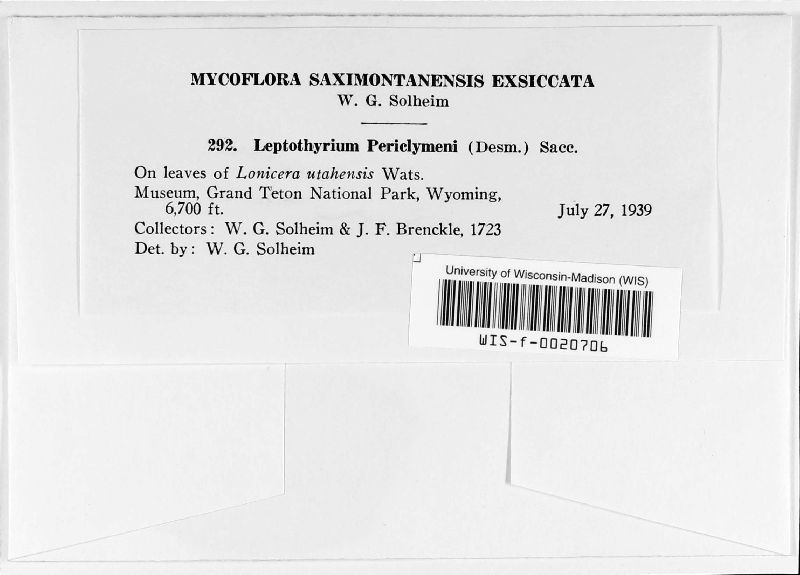 MYCOFLORA SAXIMONTANENSIS EXSICCATA
W. G. Solheim
292. Leptothyrium Periclymeni (Desm.) Sacc.
On leaves of Lonicera utahensis Wats.
Museum, Grand Teton National Park, Wyoming,
6,700 ft. July 27, 1939
Collectors: W. G. Solheim & J. F. Brenckle, 1723
Det. by: W. G. Solheim
University of Wisconsin-Madison (WIS)
WIS-f-0020706